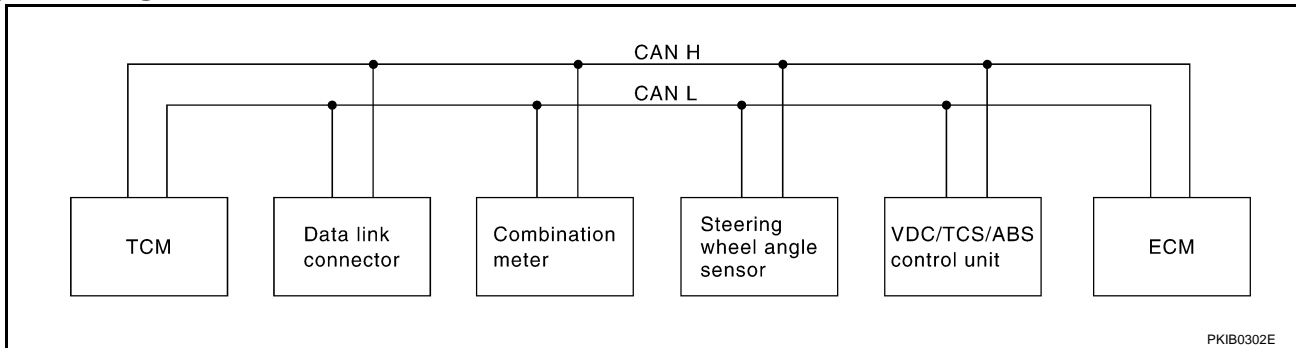 CAN H
CAN L
TCM
Data link
connector
Combination
meter
Steering
wheel angle
sensor
VDC/TCS/ABS
control unit
ECM
PKIB0302E